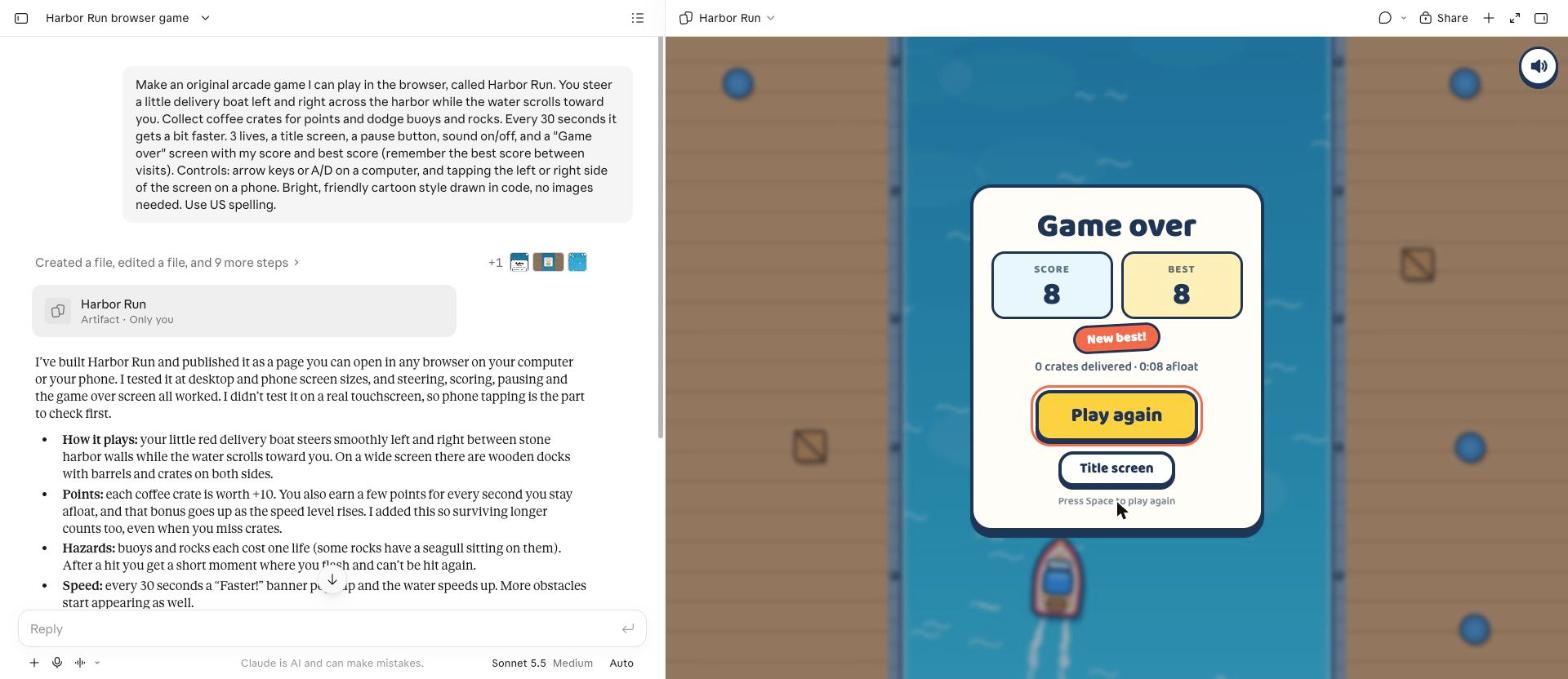 Harbor Run browser game
Make an original arcade game I can play in the browser, called Harbor Run. You steer
a little delivery boat left and right across the harbor while the water scrolls toward
you. Collect coffee crates for points and dodge buoys and rocks. Every 30 seconds it
gets a bit faster. 3 lives, a title screen, a pause button, sound on/off, and a "Game
over" screen with my score and best score (remember the best score between
visits). Controls: arrow keys or A/D on a computer, and tapping the left or right side
of the screen on a phone. Bright, friendly cartoon style drawn in code, no images
needed. Use US spelling.
Created a file, edited a file, and 9 more steps
+1
Harbor Run
Artifact • Only you
I've built Harbor Run and published it as a page you can open in any browser on your computer
or your phone. I tested it at desktop and phone screen sizes, and steering, scoring, pausing and
the game over screen all worked. I didn't test it on a real touchscreen, so phone tapping is the part
to check first.
• How it plays: your little red delivery boat steers smoothly left and right between stone
harbor walls while the water scrolls toward you. On a wide screen there are wooden docks
with barrels and crates on both sides.
• Points: each coffee crate is worth +10. You also earn a few points for every second you stay
afloat, and that bonus goes up as the speed level rises. I added this so surviving longer
counts too, even when you miss crates.
• Hazards: buoys and rocks each cost one life (some rocks have a seagull sitting on them).
After a hit you get a short moment where you flash and can't be hit again.
• Speed: every 30 seconds a "Faster!" banner pops up and the water speeds up. More obstacles
start appearing as well.
Reply
Claude is AI and can make mistakes.
Sonnet 5.5 Medium
Auto
Harbor Run
Share
Game over
SCORE
8
BEST
8
New best!
0 crates delivered · 0:08 afloat
Play again
Title screen
Press Space to play again